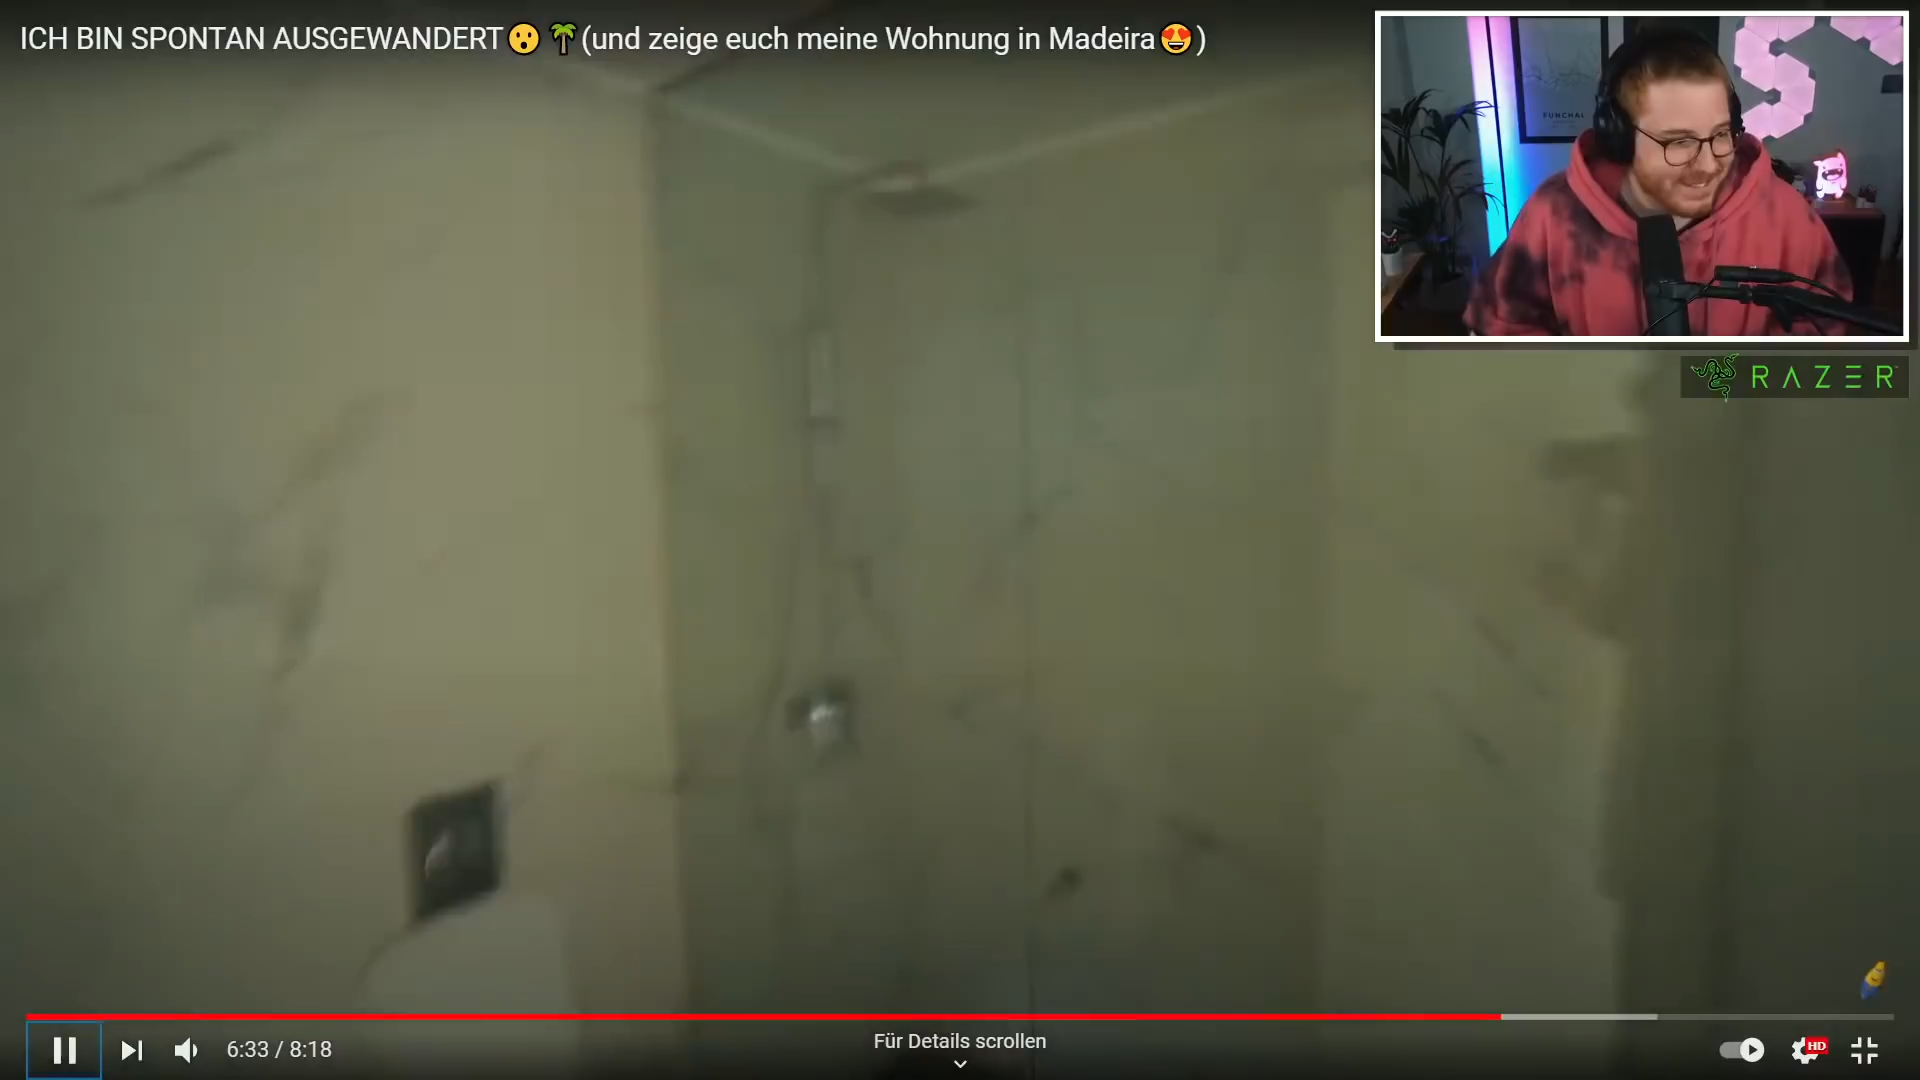 ICH BIN SPONTAN AUSGEWANDERT😮🌴(und zeige euch meine Wohnung in Madeira😍)
FUNCHAL
RAZER
Für Details scrollen
6:33 / 8:18
HD